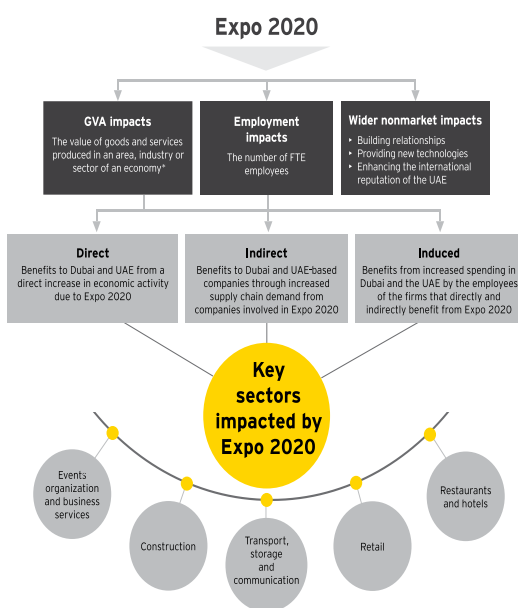 Expo 2020
GVA impacts
The value of goods and services
produced in an area, industry or
sector of an economy*
Employment
impacts
The number of FTE
employees
Wider nonmarket impacts
‣ Building relationships
‣ Providing new technologies
‣ Enhancing the international
reputation of the UAE
Direct
Benefits to Dubai and UAE from a
direct increase in economic activity
due to Expo 2020
Indirect
Benefits to Dubai and UAE-based
companies through increased
supply chain demand from
companies involved in Expo 2020
Induced
Benefits from increased spending in
Dubai and the UAE by the employees
of the firms that directly and
indirectly benefit from Expo 2020
Key
sectors
impacted by
Expo 2020
Events
organization
and business
services
Construction
Transport,
storage
and
communication
Retail
Restaurants
and hotels